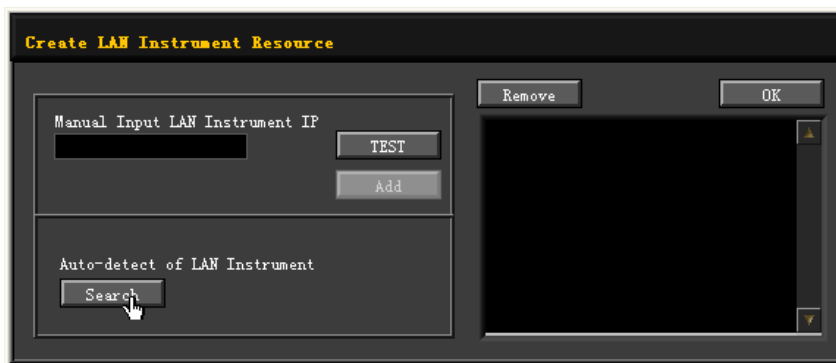 Create LAN Instrument Resource
Remove
OK
Manual Input LAN Instrument IP
TEST
Add
Auto-detect of LAN Instrument
Search